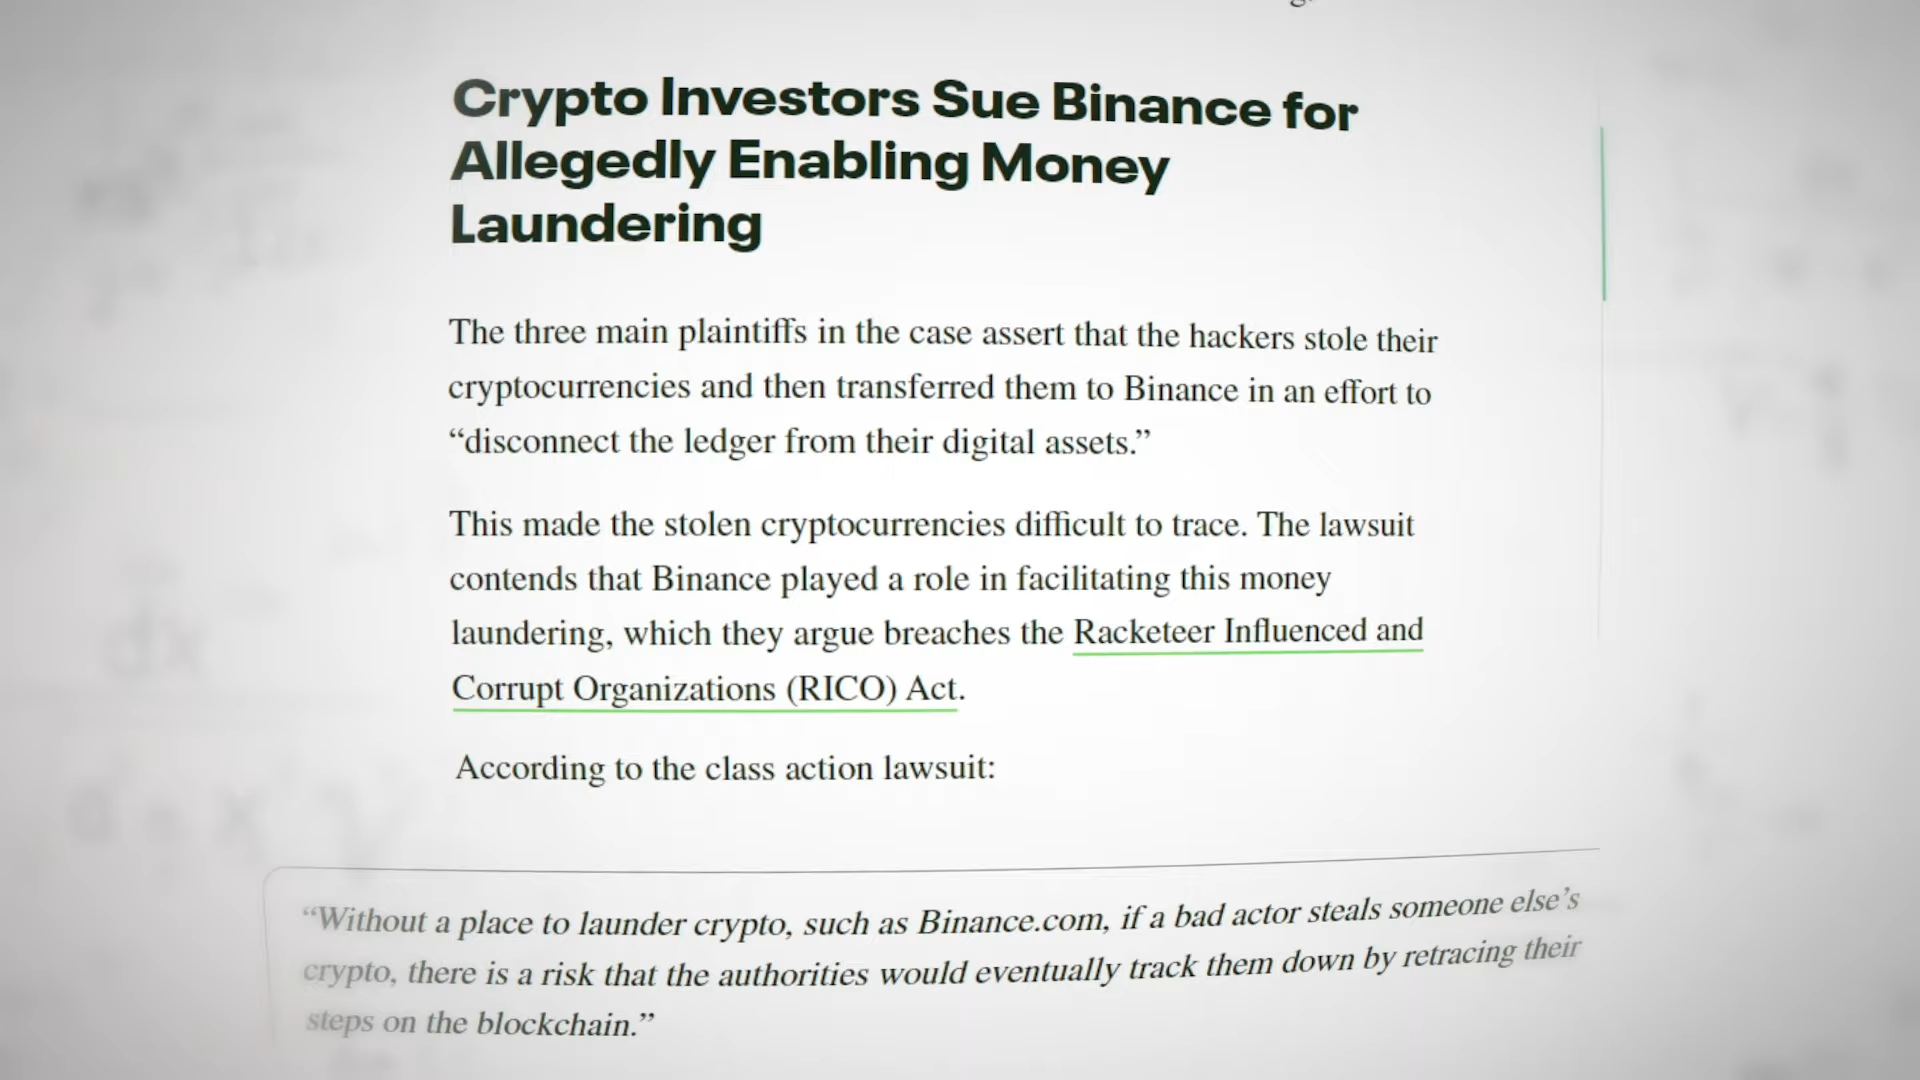 Crypto Investors Sue Binance for
Allegedly Enabling Money
Laundering
The three main plaintiffs in the case assert that the hackers stole their
cryptocurrencies and then transferred them to Binance in an effort to
“disconnect the ledger from their digital assets.”
This made the stolen cryptocurrencies difficult to trace. The lawsuit
contends that Binance played a role in facilitating this money
laundering, which they argue breaches the Racketeer Influenced and
Corrupt Organizations (RICO) Act.
According to the class action lawsuit:
“Without a place to launder crypto, such as Binance.com, if a bad actor steals someone else’s
crypto, there is a risk that the authorities would eventually track them down by retracing their
steps on the blockchain.”